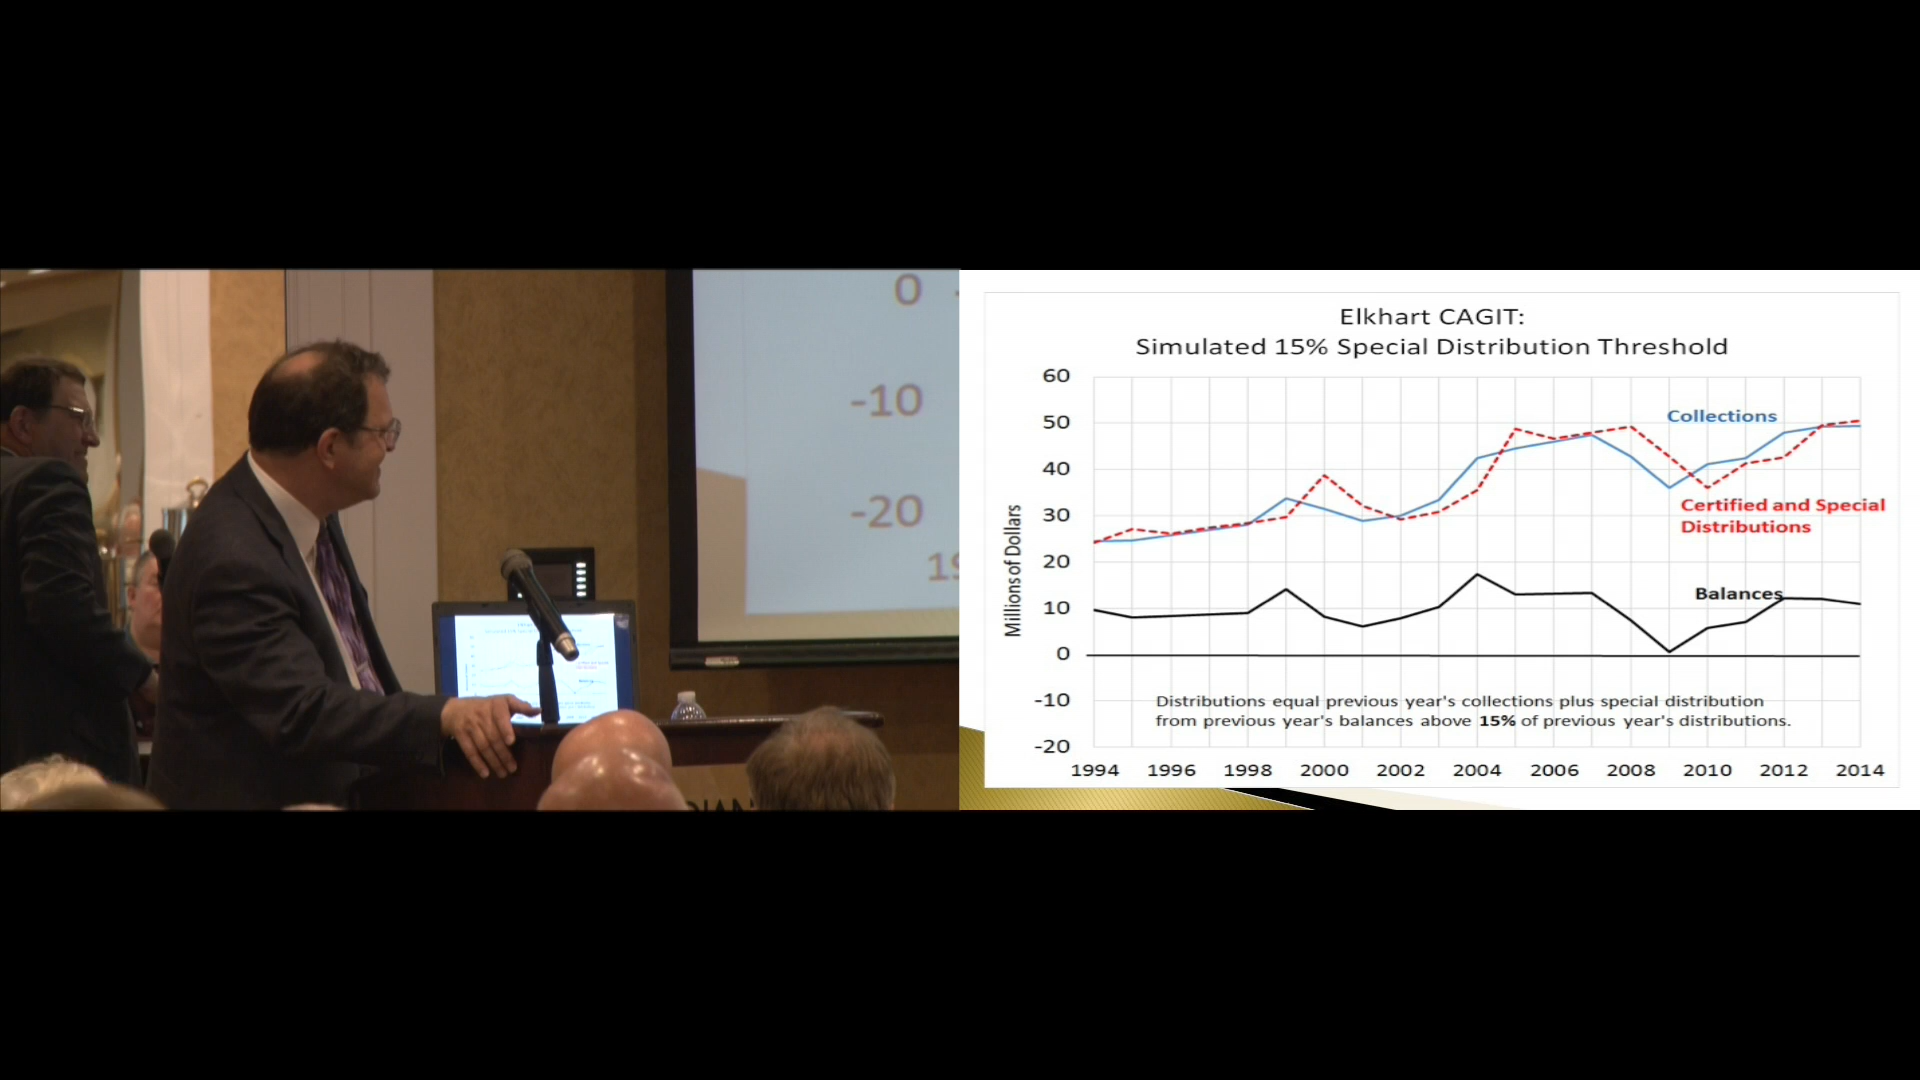 0
-10
-20
Elkhart CAGIT:
Simulated 15% Special Distribution Threshold
60
50
40
30
20
10
0
-10
-20
Millions of Dollars
Collections
Certified and Special
Distributions
Balances
Distributions equal previous year's collections plus special distribution
from previous year's balances above 15% of previous year's distributions.
1994 1996 1998 2000 2002 2004 2006 2008 2010 2012 2014